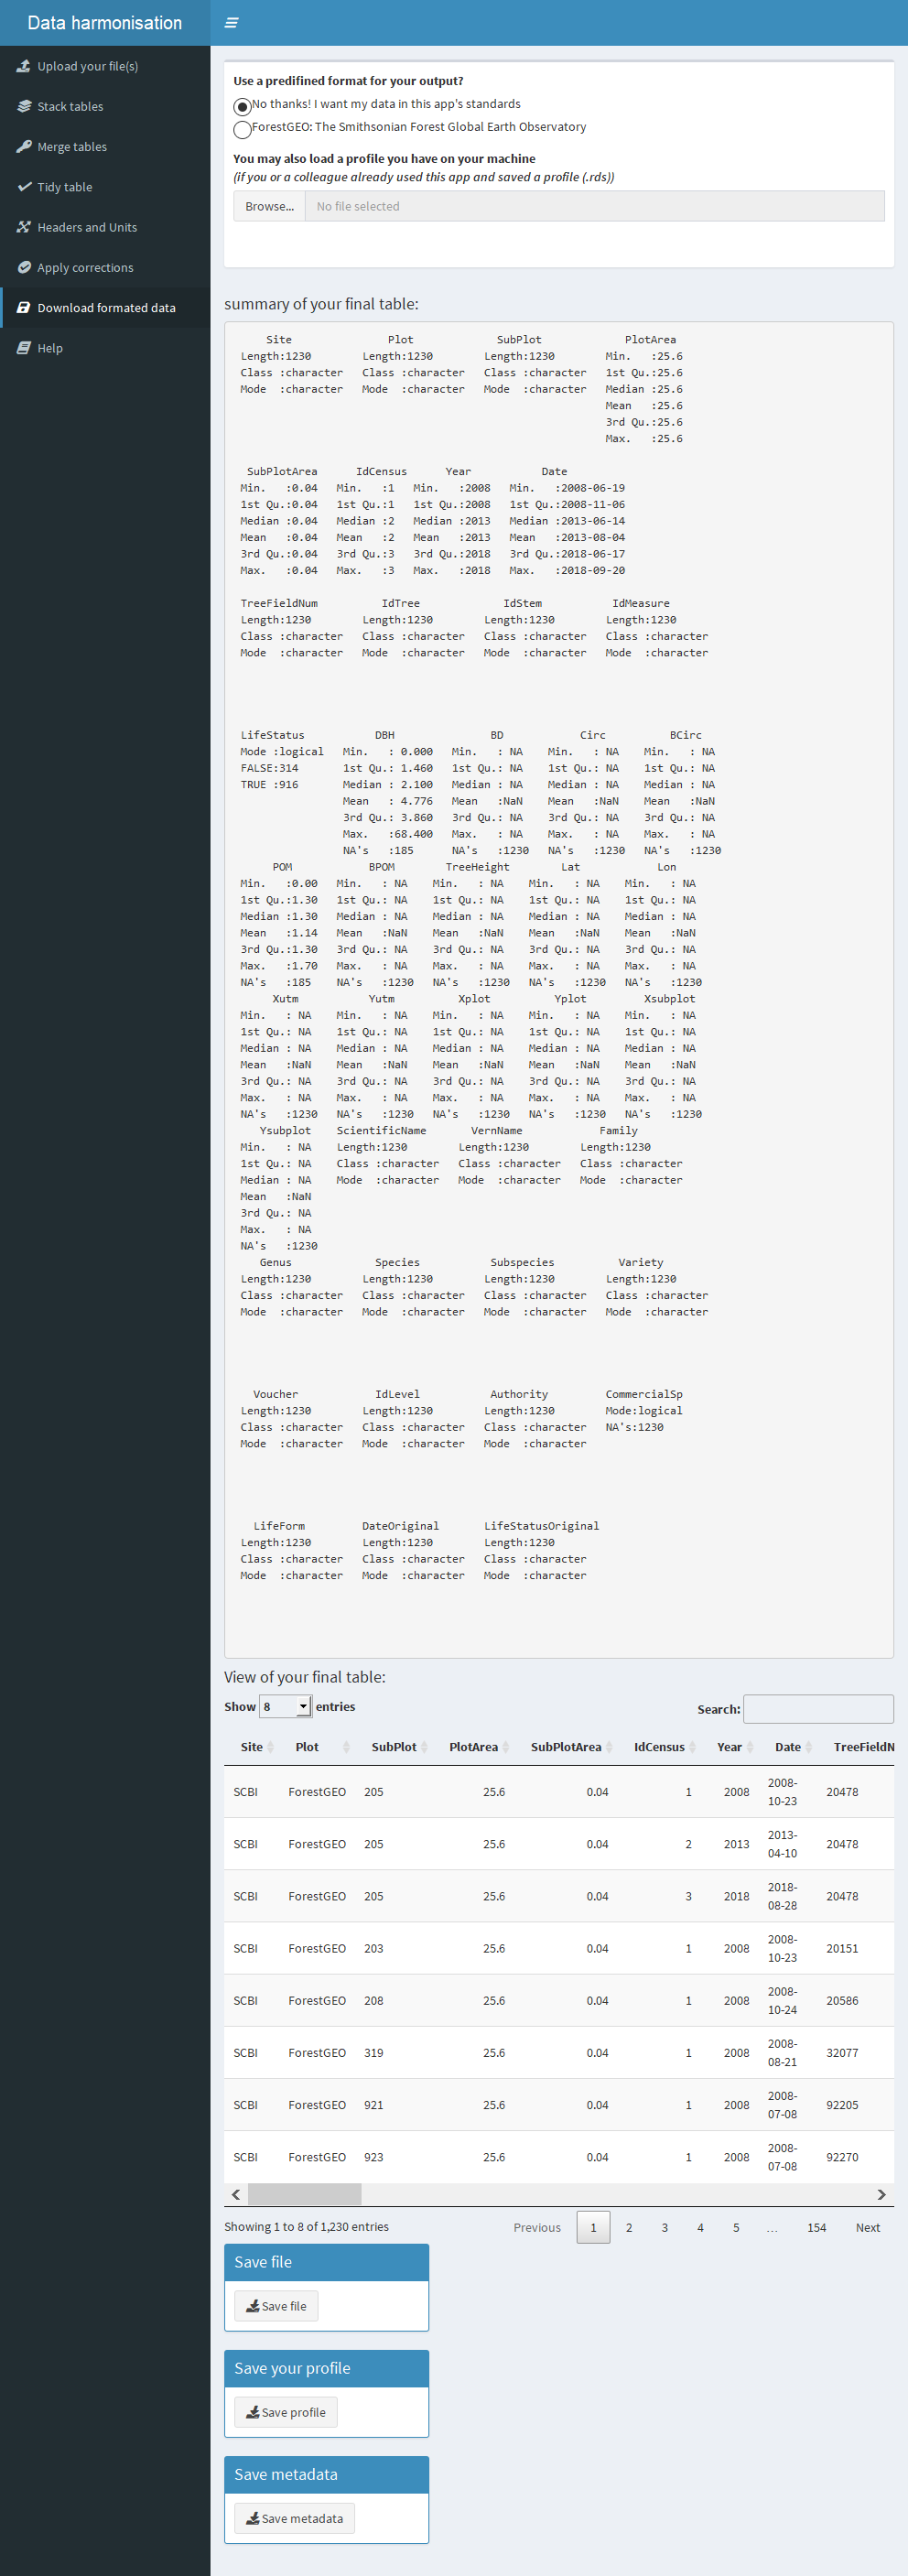 Data harmonisation
Upload your file(s)
Stack tables
Merge tables
Tidy table
Headers and Units
Apply corrections
Download formated data
Help
Use a predifined format for your output?
No thanks! I want my data in this app's standards
ForestGEO: The Smithsonian Forest Global Earth Observatory
You may also load a profile you have on your machine
(if you or a colleague already used this app and saved a profile (.rds))
Browse... No file selected
summary of your final table:
Site Plot SubPlot PlotArea
Length:1230 Length:1230 Length:1230 Min. :25.6
Class :character Class :character Class :character 1st Qu.:25.6
Mode :character Mode :character Mode :character Median :25.6
Mean :25.6
3rd Qu.:25.6
Max. :25.6
SubPlotArea IdCensus Year Date
Min. :0.04 Min. :1 Min. :2008 Min. :2008-06-19
1st Qu.:0.04 1st Qu.:1 1st Qu.:2008 1st Qu.:2008-11-06
Median :0.04 Median :2 Median :2013 Median :2013-06-14
Mean :0.04 Mean :2 Mean :2013 Mean :2013-08-04
3rd Qu.:0.04 3rd Qu.:3 3rd Qu.:2018 3rd Qu.:2018-06-17
Max. :0.04 Max. :3 Max. :2018 Max. :2018-09-20
TreeFieldNum IdTree IdStem IdMeasure
Length:1230 Length:1230 Length:1230 Length:1230
Class :character Class :character Class :character Class :character
Mode :character Mode :character Mode :character Mode :character
LifeStatus DBH BD Circ BCirc
Mode :logical Min. : 0.000 Min. : NA Min. : NA Min. : NA
FALSE:314 1st Qu.: 1.460 1st Qu.: NA 1st Qu.: NA 1st Qu.: NA
TRUE :916 Median : 2.100 Median : NA Median : NA Median : NA
Mean : 4.776 Mean :NaN Mean :NaN Mean :NaN
3rd Qu.: 3.860 3rd Qu.: NA 3rd Qu.: NA 3rd Qu.: NA
Max. :68.400 Max. : NA Max. : NA Max. : NA
NA's :185 NA's :1230 NA's :1230 NA's :1230
POM BPOM TreeHeight Lat Lon
Min. :0.00 Min. : NA Min. : NA Min. : NA Min. : NA
1st Qu.:1.30 1st Qu.: NA 1st Qu.: NA 1st Qu.: NA 1st Qu.: NA
Median :1.30 Median : NA Median : NA Median : NA Median : NA
Mean :1.14 Mean :NaN Mean :NaN Mean :NaN Mean :NaN
3rd Qu.:1.30 3rd Qu.: NA 3rd Qu.: NA 3rd Qu.: NA 3rd Qu.: NA
Max. :1.70 Max. : NA Max. : NA Max. : NA Max. : NA
NA's :185 NA's :1230 NA's :1230 NA's :1230 NA's :1230
Xutm Yutm Xplot Yplot Xsubplot
Min. : NA Min. : NA Min. : NA Min. : NA Min. : NA
1st Qu.: NA 1st Qu.: NA 1st Qu.: NA 1st Qu.: NA 1st Qu.: NA
Median : NA Median : NA Median : NA Median : NA Median : NA
Mean :NaN Mean :NaN Mean :NaN Mean :NaN Mean :NaN
3rd Qu.: NA 3rd Qu.: NA 3rd Qu.: NA 3rd Qu.: NA 3rd Qu.: NA
Max. : NA Max. : NA Max. : NA Max. : NA Max. : NA
NA's :1230 NA's :1230 NA's :1230 NA's :1230 NA's :1230
Ysubplot ScientificName VernName Family
Min. : NA Length:1230 Length:1230 Length:1230
1st Qu.: NA Class :character Class :character Class :character
Median : NA Mode :character Mode :character Mode :character
Mean :NaN
3rd Qu.: NA
Max. : NA
NA's :1230
Genus Species Subspecies Variety
Length:1230 Length:1230 Length:1230 Length:1230
Class :character Class :character Class :character Class :character
Mode :character Mode :character Mode :character Mode :character
Voucher IdLevel Authority CommercialSp
Length:1230 Length:1230 Length:1230 Mode:logical
Class :character Class :character Class :character NA's:1230
Mode :character Mode :character Mode :character
LifeForm DateOriginal LifeStatusOriginal
Length:1230 Length:1230 Length:1230
Class :character Class :character Class :character
Mode :character Mode :character Mode :character
View of your final table:
Show 8 entries Search:
Site Plot SubPlot PlotArea SubPlotArea IdCensus Year Date TreeFieldN
SCBI ForestGEO 205 25.6 0.04 1 2008 2008-10-23 20478
SCBI ForestGEO 205 25.6 0.04 2 2013 2013-04-10 20478
SCBI ForestGEO 205 25.6 0.04 3 2018 2018-08-28 20478
SCBI ForestGEO 203 25.6 0.04 1 2008 2008-10-23 20151
SCBI ForestGEO 208 25.6 0.04 1 2008 2008-10-24 20586
SCBI ForestGEO 319 25.6 0.04 1 2008 2008-08-21 32077
SCBI ForestGEO 921 25.6 0.04 1 2008 2008-07-08 92205
SCBI ForestGEO 923 25.6 0.04 1 2008 2008-07-08 92270
Showing 1 to 8 of 1,230 entries Previous 1 2 3 4 5 … 154 Next
Save file
Save file
Save your profile
Save profile
Save metadata
Save metadata